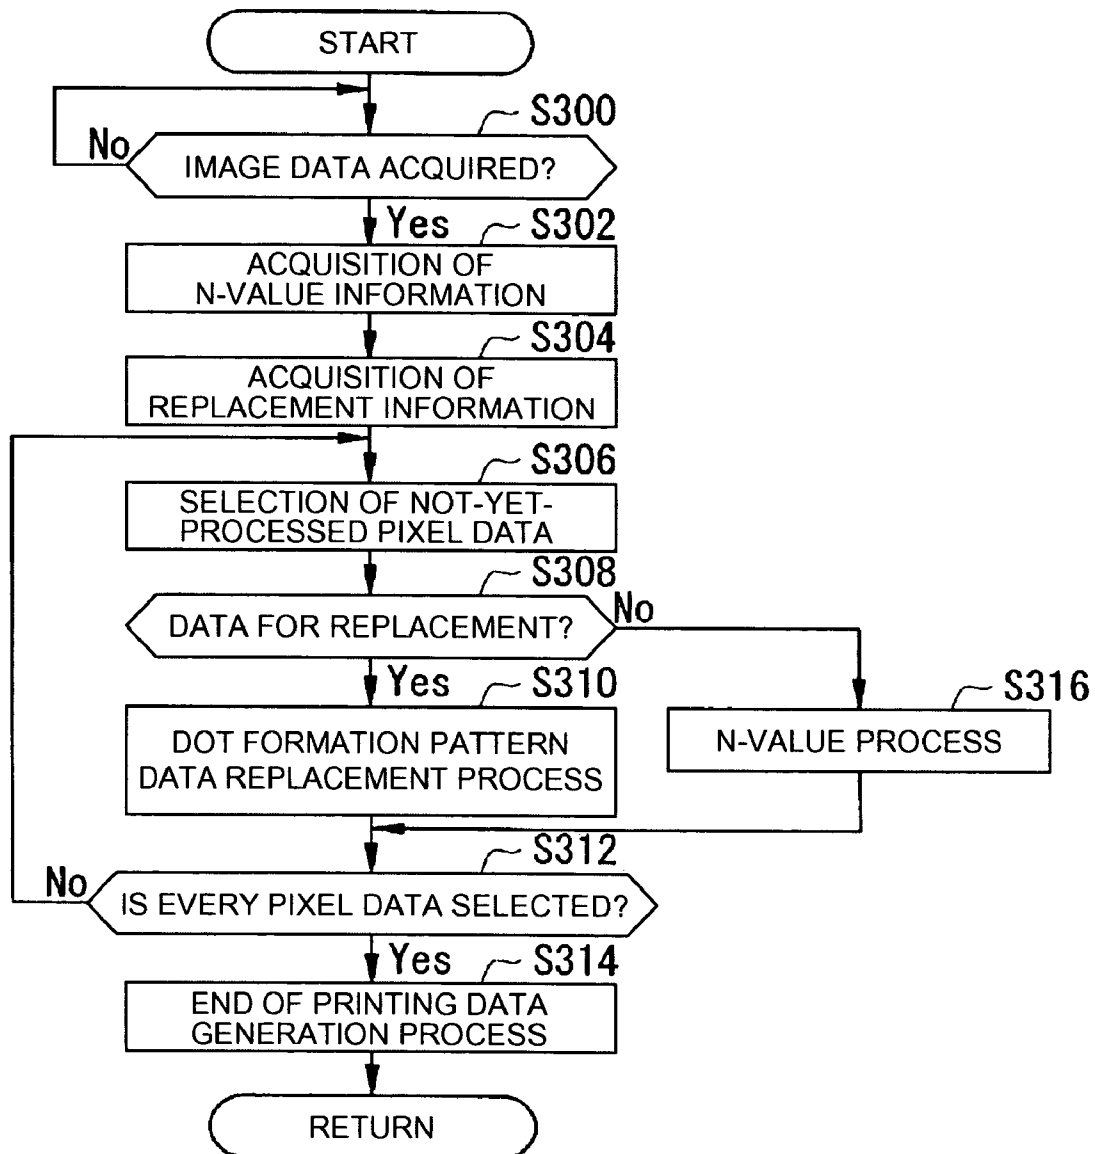 START
S300
No
IMAGE DATA ACQUIRED?
Yes
S302
ACQUISITION OF
N-VALUE INFORMATION
S304
ACQUISITION OF
REPLACEMENT INFORMATION
S306
SELECTION OF NOT-YET-
PROCESSED PIXEL DATA
S308
DATA FOR REPLACEMENT?
No
Yes
S310
DOT FORMATION PATTERN
DATA REPLACEMENT PROCESS
S316
N-VALUE PROCESS
S312
No
IS EVERY PIXEL DATA SELECTED?
Yes
S314
END OF PRINTING DATA
GENERATION PROCESS
RETURN